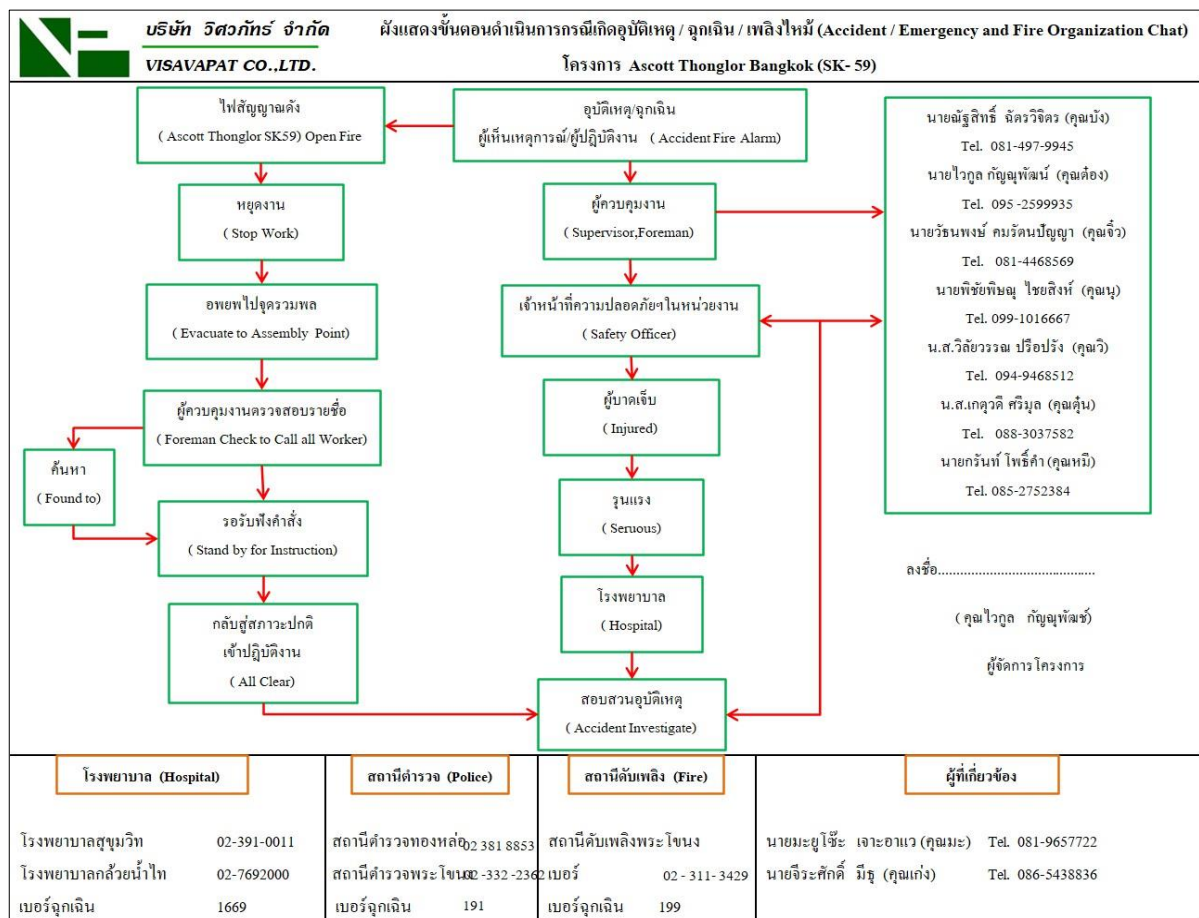 บริษัท วิศวภัทร์ จำกัด
VISAVAPAT CO.,LTD.
ผังแสดงขั้นตอนดำเนินการกรณีเกิดอุบัติเหตุ / ฉุกเฉิน / เพลิงไหม้ (Accident / Emergency and Fire Organization Chat)
โครงการ Ascott Thonglor Bangkok (SK- 59)
ไฟสัญญาณดัง
( Ascott Thonglor SK59) Open Fire
หยุดงาน
( Stop Work)
อพยพไปจุดรวมพล
(Evacuate to Assembly Point)
ผู้ควบคุมงานตรวจสอบรายชื่อ
( Foreman Check to Call all Worker)
ค้นหา
( Found to)
รอรับฟังคำสั่ง
( Stand by for Instruction)
กลับสู่สภาวะปกติ
เข้าปฎิบัติงาน
( All Clear)
อุบัติเหตุ/ฉุกเฉิน
ผู้เห็นเหตุการณ์/ผู้ปฎิบัติงาน ( Accident Fire Alarm)
ผู้ควบคุมงาน
( Supervisor,Foreman)
เจ้าหน้าที่ความปลอดภัยฯในหน่วยงาน
( Safety Officer)
ผู้บาดเจ็บ
( Injured)
รุนแรง
( Seruous)
โรงพยาบาล
( Hospital)
สอบสวนอุบัติเหตุ
( Accident Investigate)
นายณัฐสิทธิ์ ฉัตรวิจิตร (คุณบัง)
Tel. 081-497-9945
นายไวกูล กัญณุพัฒน์ (คุณต้อง)
Tel. 095 -2599935
นายวัธนพงษ์ คมรัตนปัญญา (คุณจิ๋ว)
Tel. 081-4468569
นายพิชัยพิษณุ ไชยสิงห์ (คุณนุ)
Tel. 099-1016667
น.ส.วิลัยวรรณ ปรือปรัง (คุณวิ)
Tel. 094-9468512
น.ส.เกตุวดี ศรีมุล (คุณตุ้น)
Tel. 088-3037582
นายกรันท์ โพธิ์คำ (คุณหมี)
Tel. 085-2752384
ลงชื่อ..........................................
( คุณไวกูล กัญณุพัฒช์)
ผู้จัดการโครงการ
โรงพยาบาล (Hospital)
โรงพยาบาลสุขุมวิท 02-391-0011
โรงพยาบาลกล้วยน้ำไท 02-7692000
เบอร์ฉุกเฉิน 1669
สถานีตำรวจ (Police)
สถานีตำรวจทองหล่อ 02 381 8853
สถานีตำรวจพระโขนง 02 -332 -2362
เบอร์ฉุกเฉิน 191
สถานีดับเพลิง (Fire)
สถานีดับเพลิงพระโขนง
เบอร์ 02 - 311- 3429
เบอร์ฉุกเฉิน 199
ผู้ที่เกี่ยวข้อง
นายมะยูโซ๊ะ เจาะอาแว (คุณมะ) Tel. 081-9657722
นายจีระศักดิ์ มีธุ (คุณเก่ง) Tel. 086-5438836